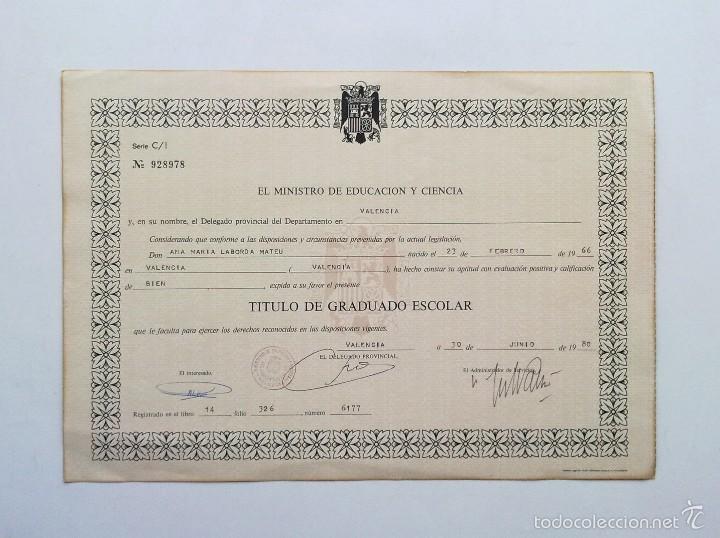 Serie C/1
№ 928978
EL MINISTRO DE EDUCACION Y CIENCIA
y, en su nombre, el Delegado provincial del Departamento en VALENCIA
Considerando que conforme a las disposiciones y circunstancias prevenidas por la actual legislación,
Don ANA MARIA LABORDA MATEU nacido el 23 de FEBRERO de 1966
en VALENCIA ( VALENCIA ), ha hecho constar su aptitud con evaluación positiva y calificación
de BIEN , expido a su favor el presente
TITULO DE GRADUADO ESCOLAR
que le faculta para ejercer los derechos reconocidos en las disposiciones vigentes.
VALENCIA a 30 de JUNIO de 1980
El interesado, EL DELEGADO PROVINCIAL, El Administrador de Servicios,
Registrado en el libro 14 , folio 326 , número 6177
todocoleccion.net